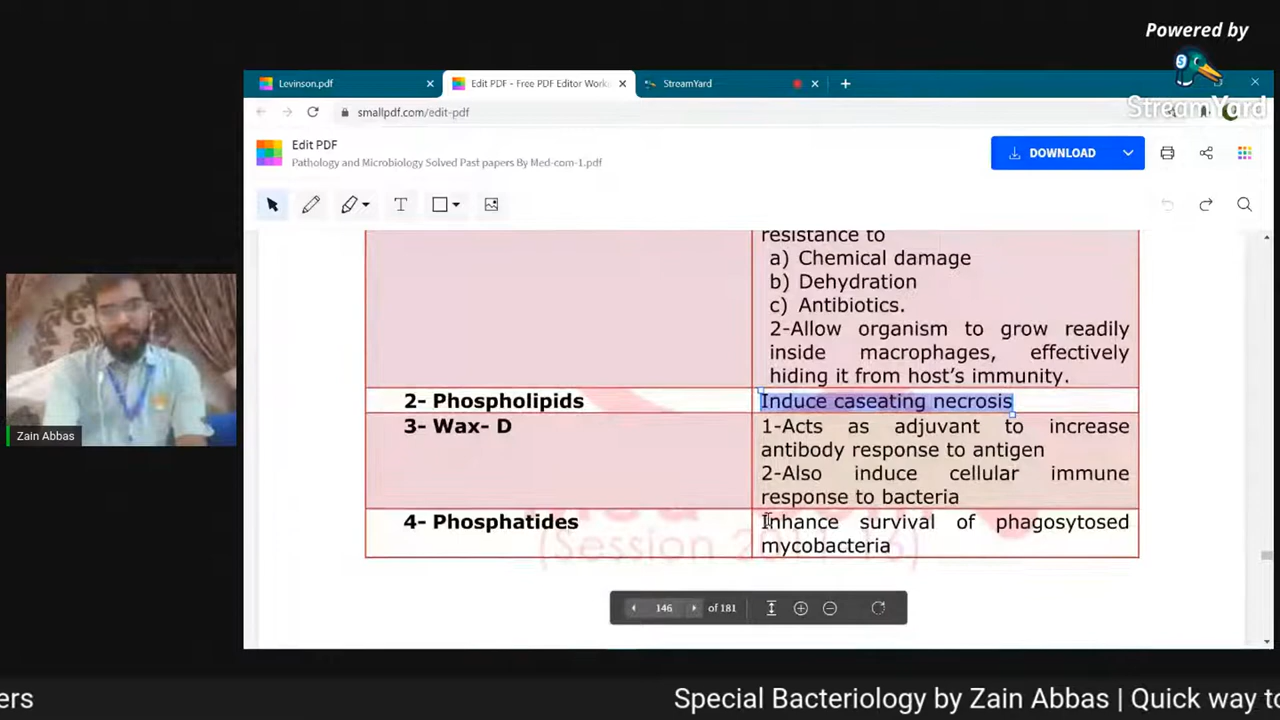 Powered by
StreamYard
Levinson.pdf
Edit PDF - Free PDF Editor Work
StreamYard
smallpdf.com/edit-pdf
Edit PDF
Pathology and Microbiology Solved Past papers By Med-com-1.pdf
DOWNLOAD
resistance to
a) Chemical damage
b) Dehydration
c) Antibiotics.
2-Allow organism to grow readily
inside macrophages, effectively
hiding it from host's immunity.
2- Phospholipids
Induce caseating necrosis
3- Wax- D
1-Acts as adjuvant to increase
antibody response to antigen
2-Also induce cellular immune
response to bacteria
4- Phosphatides
Enhance survival of phagosytosed
mycobacteria
146 of 181
Zain Abbas
ers
Special Bacteriology by Zain Abbas | Quick way to